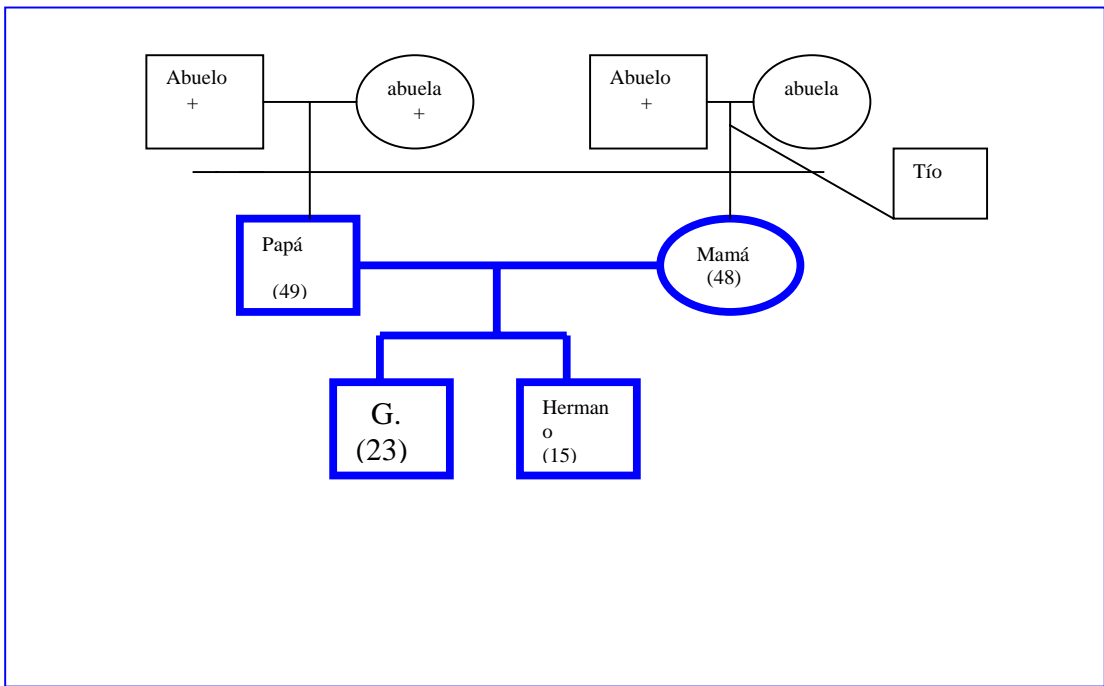 Abuelo
+
abuela
+
Abuelo
+
abuela
Tío
Papá
(49)
Mamá
(48)
G.
(23)
Herman
o
(15)